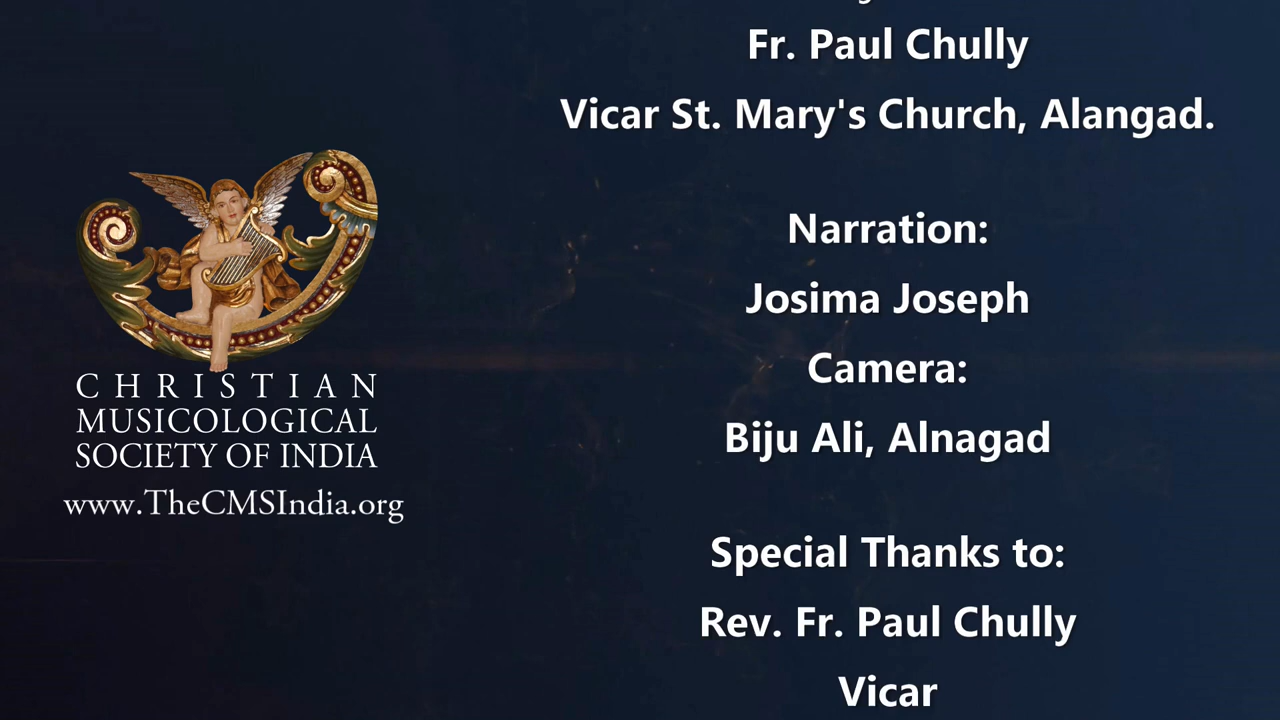 Fr. Paul Chully
Vicar St. Mary's Church, Alangad.
Narration:
Josima Joseph
Camera:
Biju Ali, Alnagad
Special Thanks to:
Rev. Fr. Paul Chully
Vicar
CHRISTIAN
MUSICOLOGICAL
SOCIETY OF INDIA
www.TheCMSIndia.org